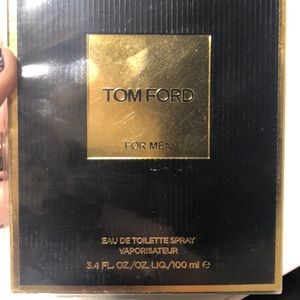 TOM FORD
FOR MEN
EAU DE TOILETTE SPRAY
VAPORISATEUR
3.4 FL. OZ./OZ. LIQ./100 ml ℮